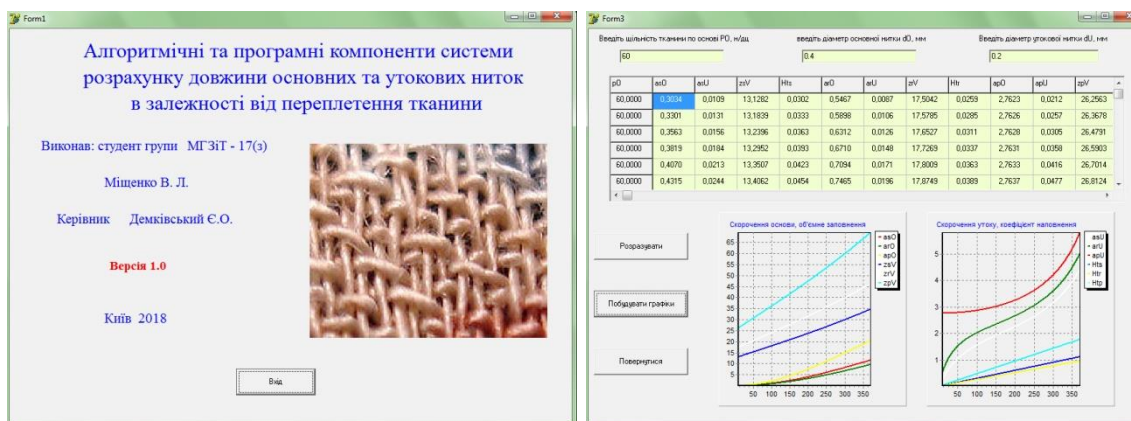 Form1
Алгоритмічні та програмні компоненти системи
розрахунку довжини основних та утокових ниток
в залежності від переплетення тканини
Виконав: студент групи МГЗіТ - 17(з)
Міщенко В. Л.
Керівник Демківський Є.О.
Версія 1.0
Київ 2018
Вхід
Form3
Введіть щільність тканини по основі РО, н/дц
введіть діаметр основної нитки dO, мм
Введіть діаметр утокової нитки dU, мм
60
0.4
0.2
pO asO asU zsV Hts arO arU zrV Htr apO apU zpV
60,0000 0,3034 0,0109 13,1282 0,0302 0,5467 0,0087 17,5042 0,0259 2,7623 0,0212 26,2563
60,0000 0,3301 0,0131 13,1839 0,0333 0,5898 0,0106 17,5785 0,0285 2,7626 0,0257 26,3678
60,0000 0,3563 0,0156 13,2396 0,0363 0,6312 0,0126 17,6527 0,0311 2,7628 0,0305 26,4791
60,0000 0,3819 0,0184 13,2952 0,0393 0,6710 0,0148 17,7269 0,0337 2,7631 0,0358 26,5903
60,0000 0,4070 0,0213 13,3507 0,0423 0,7094 0,0171 17,8009 0,0363 2,7633 0,0416 26,7014
60,0000 0,4315 0,0244 13,4062 0,0454 0,7465 0,0196 17,8749 0,0389 2,7637 0,0477 26,8124
Розразувати
Побудувати графіки
Повернутися
Скорочення основи, об'ємне заповнення
65
60
55
50
45
40
35
30
25
20
15
10
5
50 100 150 200 250 300 350
asO
arO
apO
zsV
zrV
zpV
Скорочення утоку, коефіцієнт наповнення
5
4
3
2
1
50 100 150 200 250 300 350
asU
arU
apU
Hts
Htr
Htp